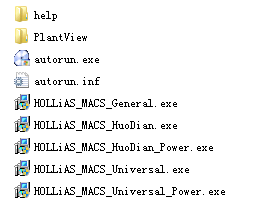 help
PlantView
autorun.exe
autorun.inf
HOLLiAS_MACS_General.exe
HOLLiAS_MACS_HuoDian.exe
HOLLiAS_MACS_HuoDian_Power.exe
HOLLiAS_MACS_Universal.exe
HOLLiAS_MACS_Universal_Power.exe